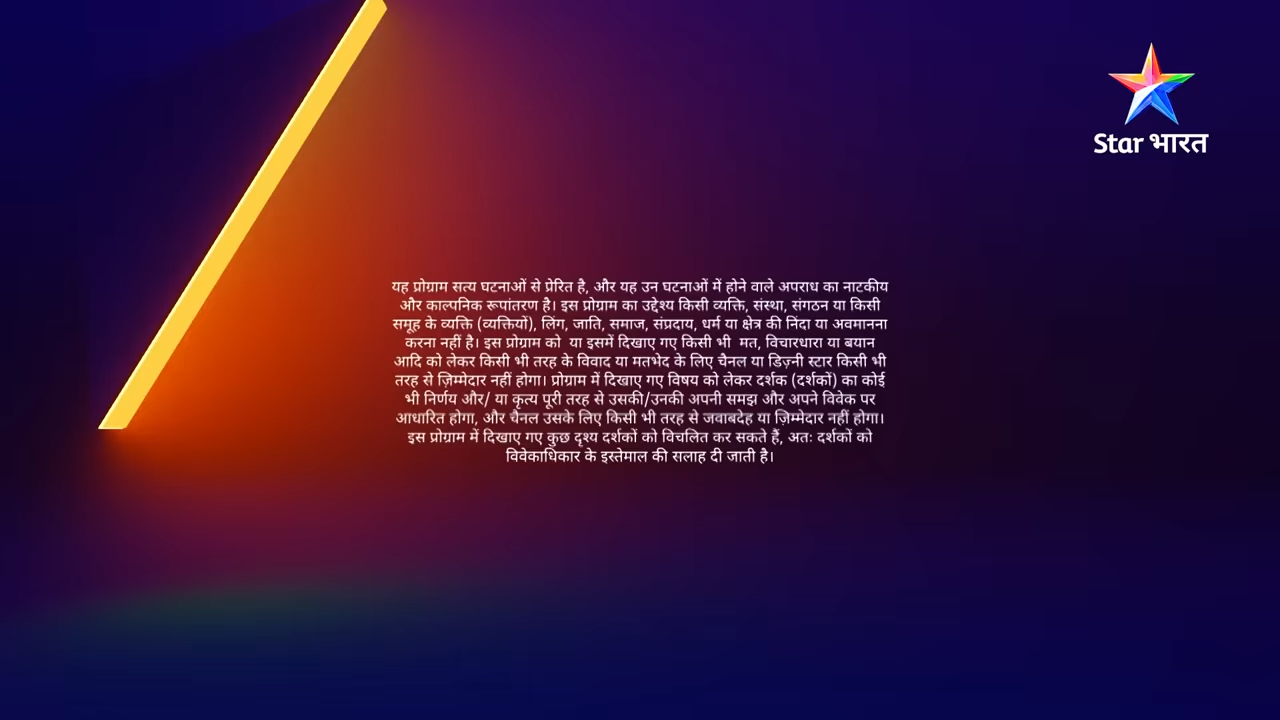 Star भारत
यह प्रोग्राम सत्य घटनाओं से प्रेरित है, और यह उन घटनाओं में होने वाले अपराध का नाटकीय
और काल्पनिक रूपांतरण है। इस प्रोग्राम का उद्देश्य किसी व्यक्ति, संस्था, संगठन या किसी
समूह के व्यक्ति (व्यक्तियों), लिंग, जाति, समाज, संप्रदाय, धर्म या क्षेत्र की निंदा या अवमानना
करना नहीं है। इस प्रोग्राम को या इसमें दिखाए गए किसी भी मत, विचारधारा या बयान
आदि को लेकर किसी भी तरह के विवाद या मतभेद के लिए चैनल या डिज़्नी स्टार किसी भी
तरह से ज़िम्मेदार नहीं होगा। प्रोग्राम में दिखाए गए विषय को लेकर दर्शक (दर्शकों) का कोई
भी निर्णय और/ या कृत्य पूरी तरह से उसकी/उनकी अपनी समझ और अपने विवेक पर
आधारित होगा, और चैनल उसके लिए किसी भी तरह से जवाबदेह या ज़िम्मेदार नहीं होगा।
इस प्रोग्राम में दिखाए गए कुछ दृश्य दर्शकों को विचलित कर सकते हैं, अतः दर्शकों को
विवेकाधिकार के इस्तेमाल की सलाह दी जाती है।